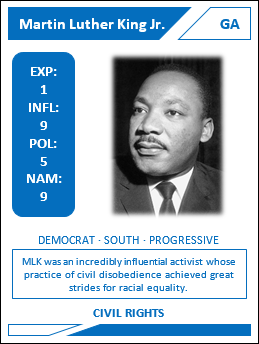 Martin Luther King Jr.
GA
EXP:
1
INFL:
9
POL:
5
NAM:
9
DEMOCRAT · SOUTH · PROGRESSIVE
MLK was an incredibly influential activist whose
practice of civil disobedience achieved great
strides for racial equality.
CIVIL RIGHTS